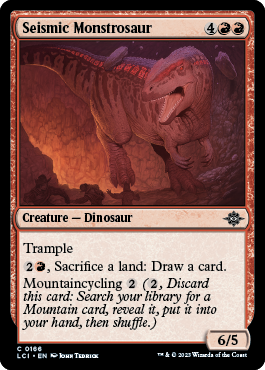 Seismic Monstrosaur 4
Creature — Dinosaur
Trample
2, Sacrifice a land: Draw a card.
Mountaincycling 2 (2, Discard
this card: Search your library for a
Mountain card, reveal it, put it into
your hand, then shuffle.)
6/5
C 0166
LCI • EN JOHN TEDRICK
™ & © 2023 Wizards of the Coast